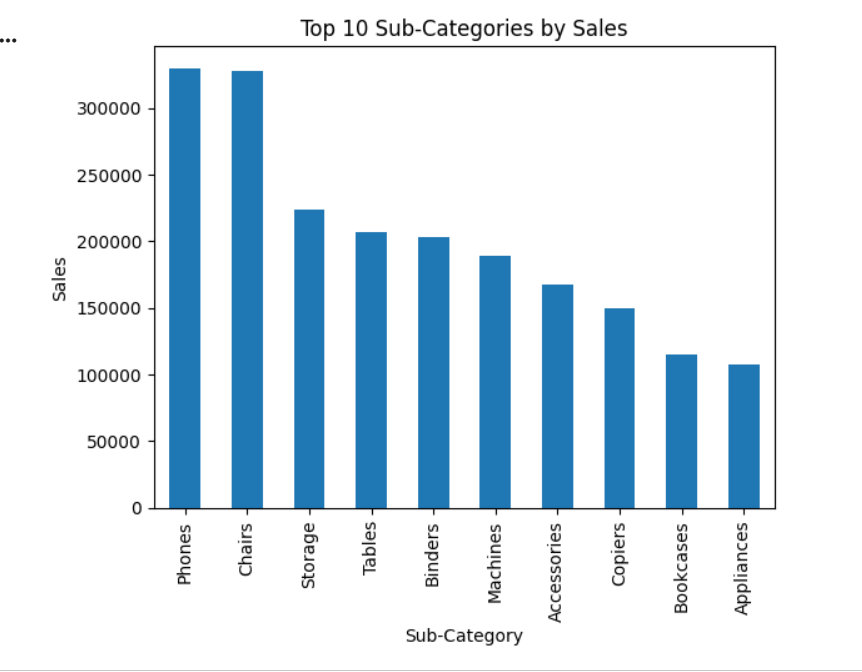 ...
Top 10 Sub-Categories by Sales
300000
250000
200000
150000
100000
50000
0
Sales
Phones
Chairs
Storage
Tables
Binders
Machines
Accessories
Copiers
Bookcases
Appliances
Sub-Category